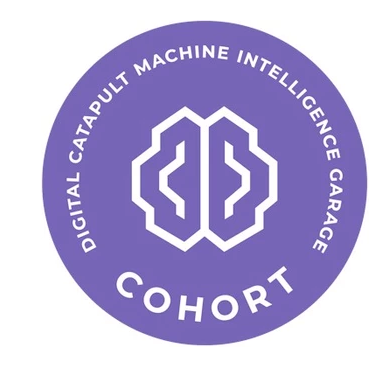 DIGITAL CATAPULT MACHINE INTELLIGENCE GARAGE
COHORT